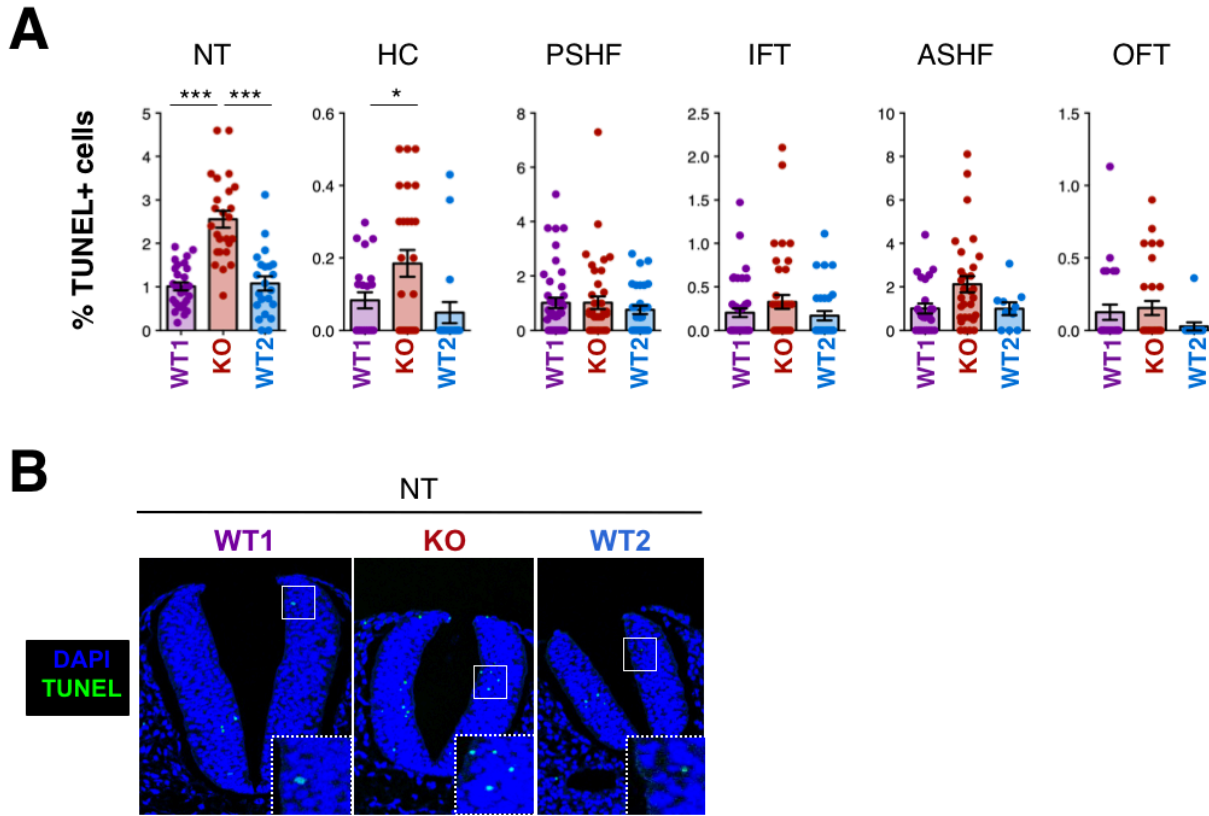 A
NT HC PSHF IFT ASHF OFT
% TUNEL+ cells
*** *** *
5 0.6 8 2.5 10 1.5
4 2.0 8
0.4 6 1.0
3 1.5 6
4
2 1.0 4
0.2 0.5
1 2 0.5 2
0 0.0 0 0.0 0 0.0
WT1 KO WT2 WT1 KO WT2 WT1 KO WT2 WT1 KO WT2 WT1 KO WT2 WT1 KO WT2
B
NT
WT1 KO WT2
DAPI
TUNEL